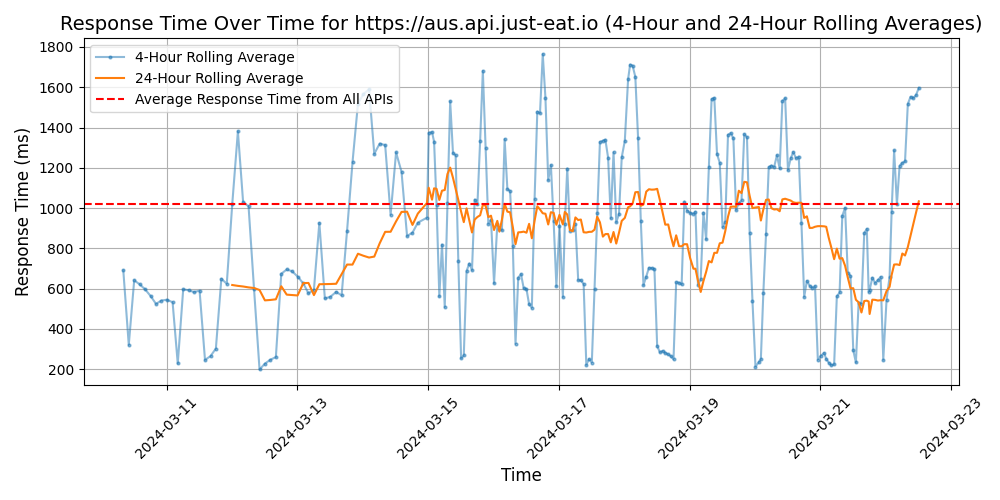 Response Time Over Time for https://aus.api.just-eat.io (4-Hour and 24-Hour Rolling Averages)
4-Hour Rolling Average
24-Hour Rolling Average
Average Response Time from All APIs
Response Time (ms)
1800
1600
1400
1200
1000
800
600
400
200
2024-03-11
2024-03-13
2024-03-15
2024-03-17
2024-03-19
2024-03-21
2024-03-23
Time